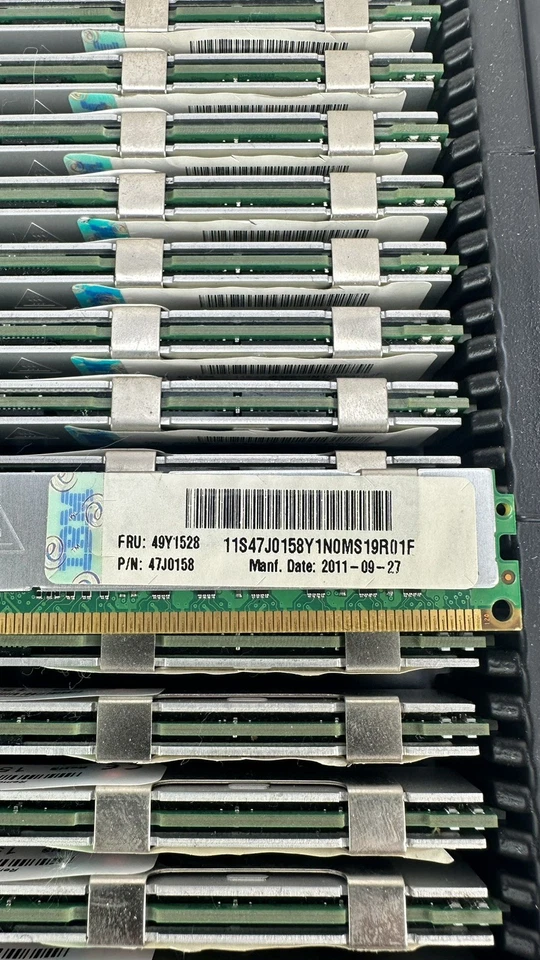 IBM
FRU: 49Y1528
11S47J0158Y1N0MS19R01F
P/N: 47J0158
Manf. Date: 2011-09-27